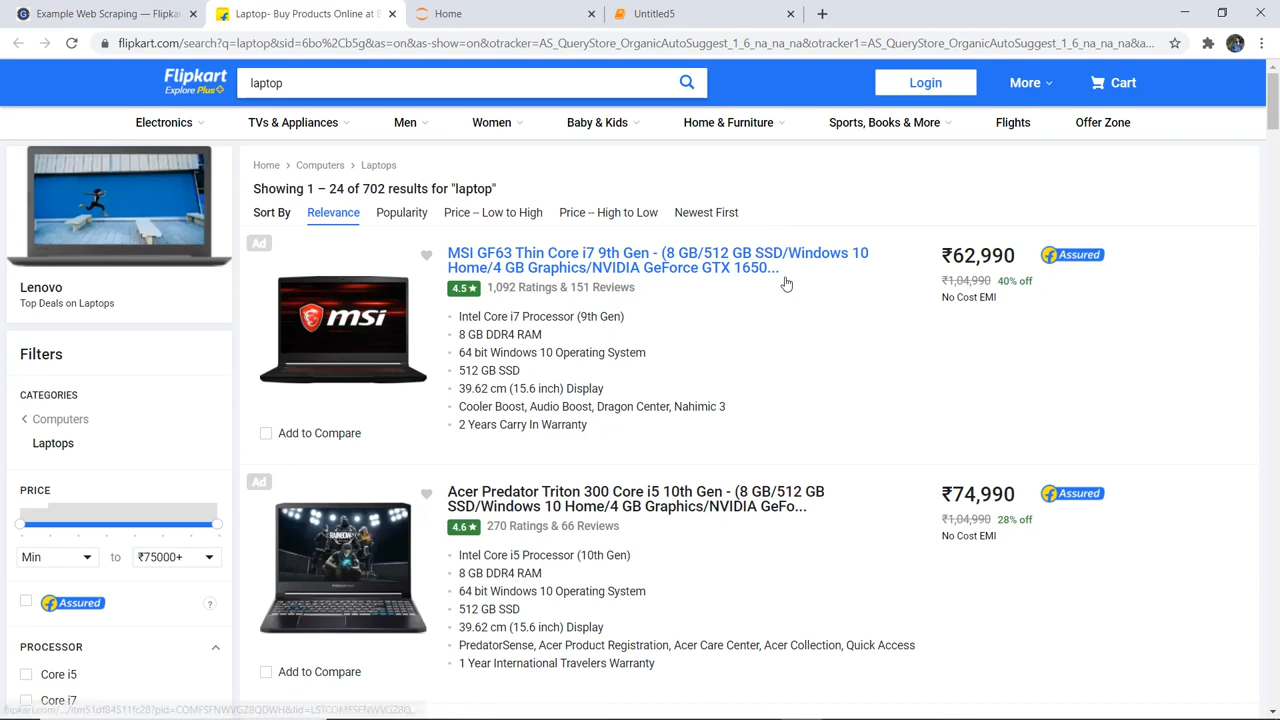 Example Web Scraping — Flipkar
Laptop- Buy Products Online at B
Home
Untitled5
flipkart.com/search?q=laptop&sid=6bo%2Cb5g&as=on&as-show=on&otracker=AS_QueryStore_OrganicAutoSuggest_1_6_na_na_na&otracker1=AS_QueryStore_OrganicAutoSuggest_1_6_na_na_na&a...
Flipkart
Explore Plus
laptop
Login
More
Cart
Electronics
TVs & Appliances
Men
Women
Baby & Kids
Home & Furniture
Sports, Books & More
Flights
Offer Zone
Lenovo
Top Deals on Laptops
Filters
CATEGORIES
Computers
Laptops
PRICE
Min
to
₹75000+
Assured
?
PROCESSOR
Core i5
Core i7
Home > Computers > Laptops
Showing 1 – 24 of 702 results for "laptop"
Sort By
Relevance
Popularity
Price -- Low to High
Price -- High to Low
Newest First
Ad
msi
Add to Compare
MSI GF63 Thin Core i7 9th Gen - (8 GB/512 GB SSD/Windows 10
Home/4 GB Graphics/NVIDIA GeForce GTX 1650...
4.5★ 1,092 Ratings & 151 Reviews
Intel Core i7 Processor (9th Gen)
8 GB DDR4 RAM
64 bit Windows 10 Operating System
512 GB SSD
39.62 cm (15.6 inch) Display
Cooler Boost, Audio Boost, Dragon Center, Nahimic 3
2 Years Carry In Warranty
₹62,990
Assured
₹1,04,990 40% off
No Cost EMI
Ad
Add to Compare
Acer Predator Triton 300 Core i5 10th Gen - (8 GB/512 GB
SSD/Windows 10 Home/4 GB Graphics/NVIDIA GeFo...
4.6★ 270 Ratings & 66 Reviews
Intel Core i5 Processor (10th Gen)
8 GB DDR4 RAM
64 bit Windows 10 Operating System
512 GB SSD
39.62 cm (15.6 inch) Display
PredatorSense, Acer Product Registration, Acer Care Center, Acer Collection, Quick Access
1 Year International Travelers Warranty
₹74,990
Assured
₹1,04,990 28% off
No Cost EMI